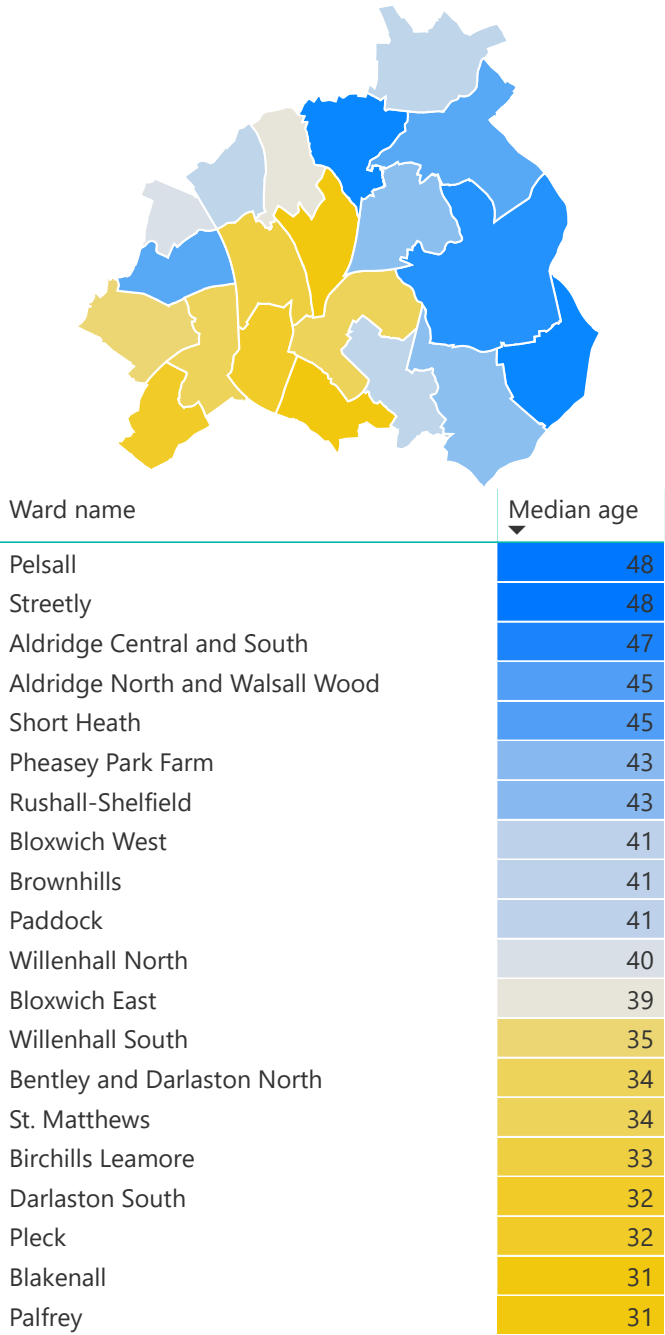 Ward name Median age
Pelsall 48
Streetly 48
Aldridge Central and South 47
Aldridge North and Walsall Wood 45
Short Heath 45
Pheasey Park Farm 43
Rushall-Shelfield 43
Bloxwich West 41
Brownhills 41
Paddock 41
Willenhall North 40
Bloxwich East 39
Willenhall South 35
Bentley and Darlaston North 34
St. Matthews 34
Birchills Leamore 33
Darlaston South 32
Pleck 32
Blakenall 31
Palfrey 31